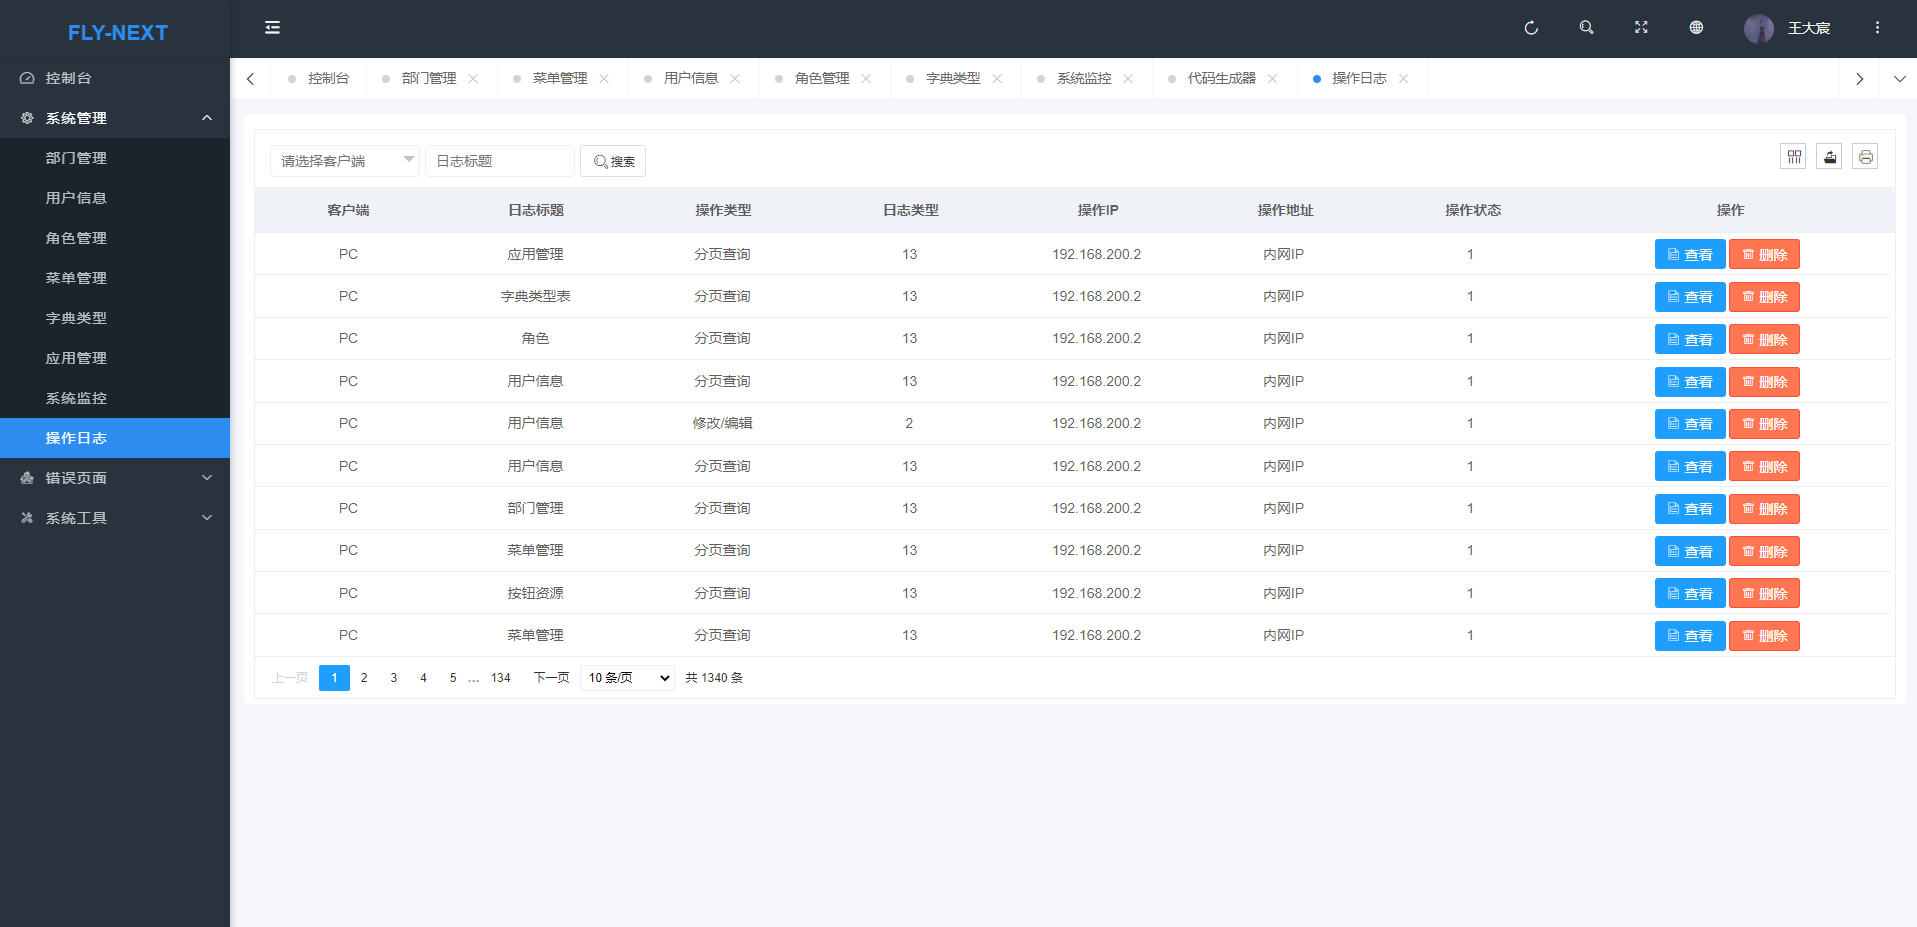 FLY-NEXT
王大宸
控制台
系统管理
部门管理
用户信息
角色管理
菜单管理
字典类型
应用管理
系统监控
操作日志
错误页面
系统工具
控制台 部门管理 菜单管理 用户信息 角色管理 字典类型 系统监控 代码生成器 操作日志
请选择客户端 日志标题 搜索
客户端 日志标题 操作类型 日志类型 操作IP 操作地址 操作状态 操作
PC 应用管理 分页查询 13 192.168.200.2 内网IP 1 查看 删除
PC 字典类型表 分页查询 13 192.168.200.2 内网IP 1 查看 删除
PC 角色 分页查询 13 192.168.200.2 内网IP 1 查看 删除
PC 用户信息 分页查询 13 192.168.200.2 内网IP 1 查看 删除
PC 用户信息 修改/编辑 2 192.168.200.2 内网IP 1 查看 删除
PC 用户信息 分页查询 13 192.168.200.2 内网IP 1 查看 删除
PC 部门管理 分页查询 13 192.168.200.2 内网IP 1 查看 删除
PC 菜单管理 分页查询 13 192.168.200.2 内网IP 1 查看 删除
PC 按钮资源 分页查询 13 192.168.200.2 内网IP 1 查看 删除
PC 菜单管理 分页查询 13 192.168.200.2 内网IP 1 查看 删除
上一页 1 2 3 4 5 … 134 下一页 10 条/页 共 1340 条